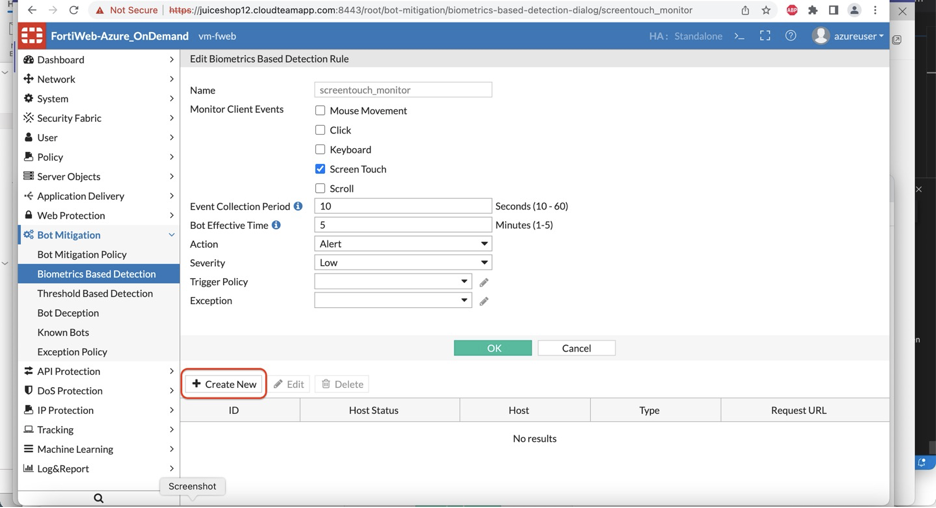 Not Secure https://juiceshop12.cloudteamapp.com:8443/root/bot-mitigation/biometrics-based-detection-dialog/screentouch_monitor
ABP
FortiWeb-Azure_OnDemand vm-fweb HA: Standalone >_ azureuser
Dashboard
Network
System
Security Fabric
User
Policy
Server Objects
Application Delivery
Web Protection
Bot Mitigation
Bot Mitigation Policy
Biometrics Based Detection
Threshold Based Detection
Bot Deception
Known Bots
Exception Policy
API Protection
DoS Protection
IP Protection
Tracking
Machine Learning
Log&Report
Edit Biometrics Based Detection Rule
Name screentouch_monitor
Monitor Client Events Mouse Movement
Click
Keyboard
Screen Touch
Scroll
Event Collection Period 10 Seconds (10 - 60)
Bot Effective Time 5 Minutes (1-5)
Action Alert
Severity Low
Trigger Policy
Exception
OK Cancel
+ Create New Edit Delete
ID Host Status Host Type Request URL
No results
Screenshot